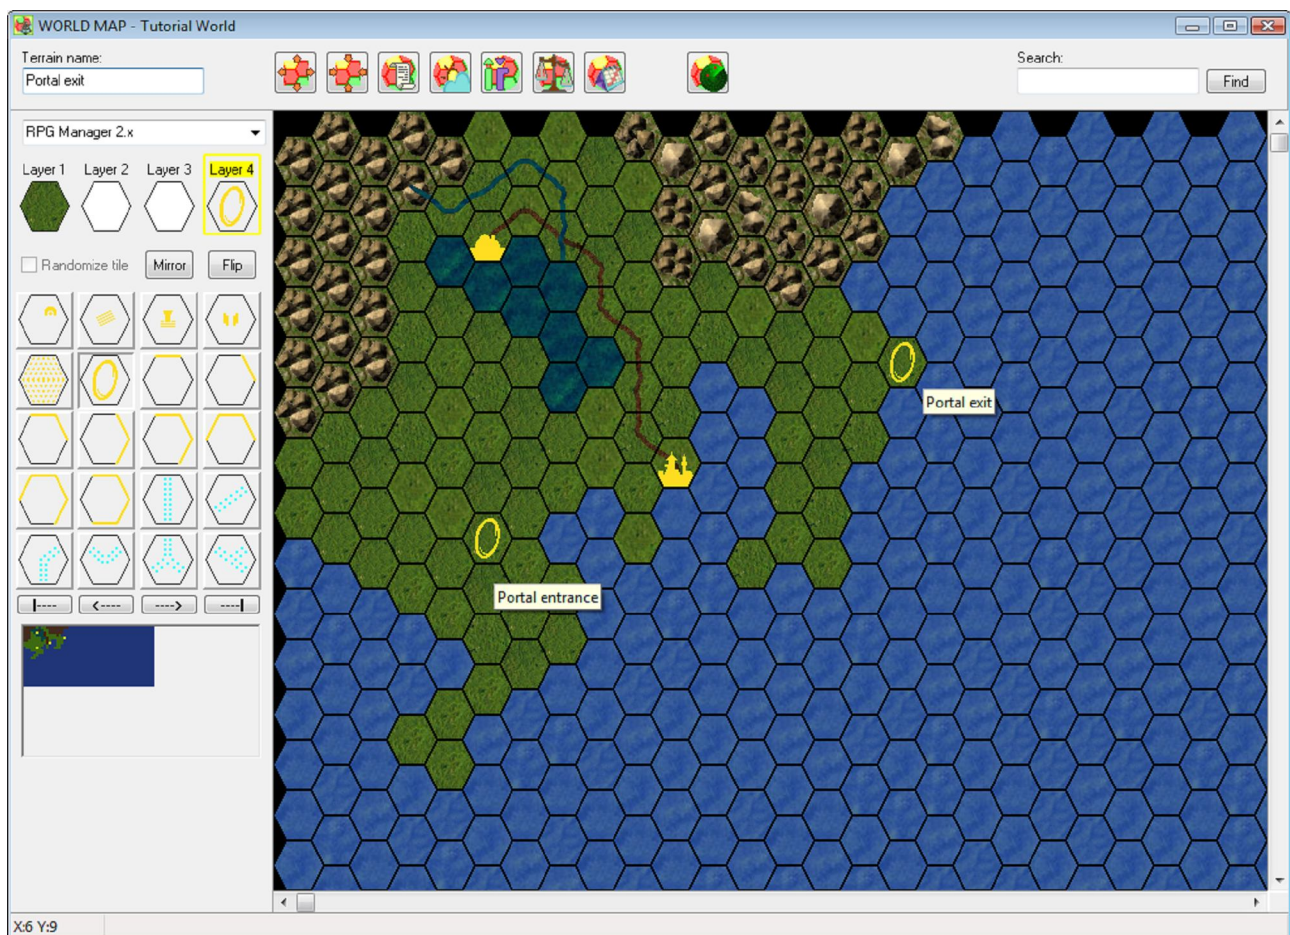 WORLD MAP - Tutorial World
Terrain name:
Portal exit
Search:
Find
RPG Manager 2.x
Layer 1 Layer 2 Layer 3 Layer 4
Randomize tile Mirror Flip
Portal exit
Portal entrance
|---- <---- ----> ----|
X:6 Y:9